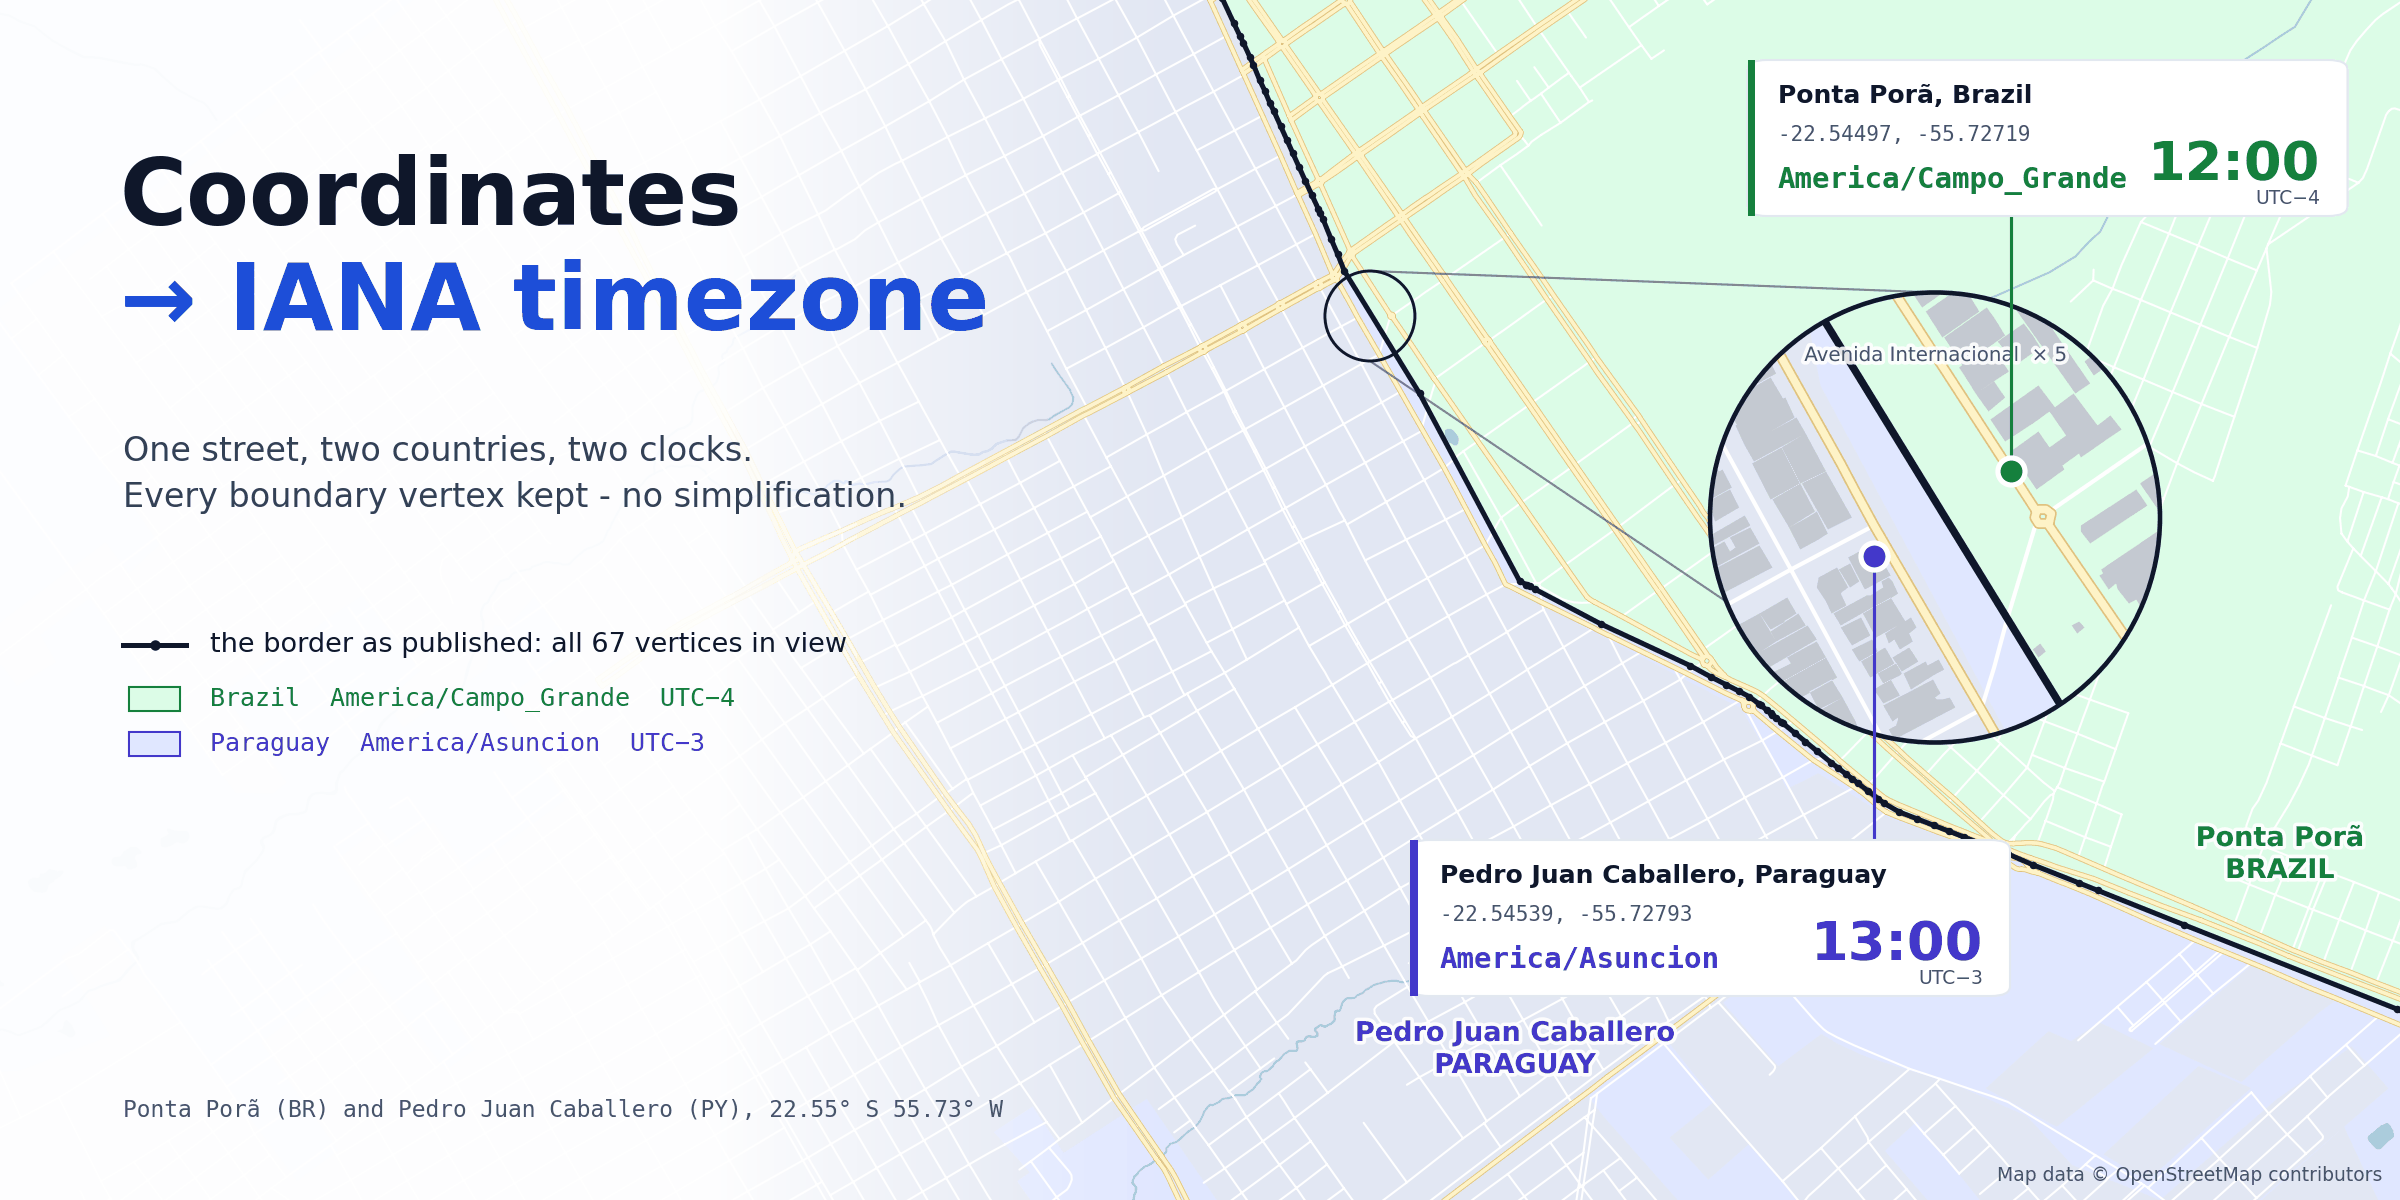 Coordinates
→ IANA timezone
One street, two countries, two clocks.
Every boundary vertex kept - no simplification.
the border as published: all 67 vertices in view
Brazil America/Campo_Grande UTC−4
Paraguay America/Asuncion UTC−3
Ponta Porã (BR) and Pedro Juan Caballero (PY), 22.55° S 55.73° W
Ponta Porã, Brazil
-22.54497, -55.72719
America/Campo_Grande
12:00
UTC−4
Avenida Internacional × 5
Pedro Juan Caballero, Paraguay
-22.54539, -55.72793
America/Asuncion
13:00
UTC−3
Ponta Porã
BRAZIL
Pedro Juan Caballero
PARAGUAY
Map data © OpenStreetMap contributors